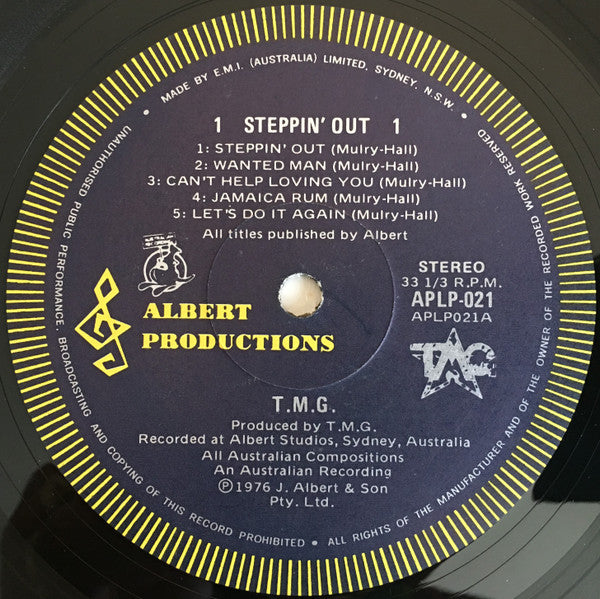 • MADE BY E.M.I. (AUSTRALIA) LIMITED, SYDNEY, N.S.W. •
UNAUTHORISED PUBLIC PERFORMANCE, BROADCASTING AND COPYING OF THIS RECORD PROHIBITED • ALL RIGHTS OF THE MANUFACTURER AND OF THE OWNER OF THE RECORDED WORK RESERVED
1 STEPPIN' OUT 1
1: STEPPIN' OUT (Mulry-Hall)
2: WANTED MAN (Mulry-Hall)
3: CAN'T HELP LOVING YOU (Mulry-Hall)
4: JAMAICA RUM (Mulry-Hall)
5: LET'S DO IT AGAIN (Mulry-Hall)
All titles published by Albert
STEREO
33 1/3 R.P.M.
APLP-021
APLP021A
ALBERT
PRODUCTIONS
TMG
T.M.G.
Produced by T.M.G.
Recorded at Albert Studios, Sydney, Australia
All Australian Compositions
An Australian Recording
Ⓟ1976 J. Albert & Son
Pty. Ltd.